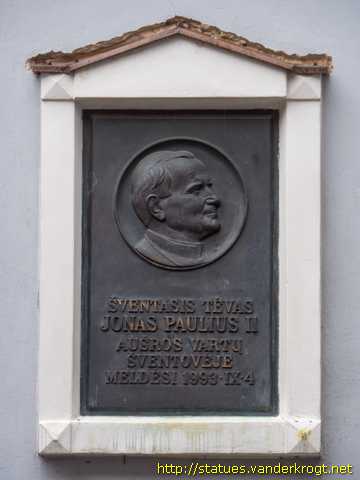 ŠVENTASIS TĖVAS
JONAS PAULIUS II
AUŠROS VARTŲ
ŠVENTOVĖJE
MELDĖSI 1993·IX·4
http://statues.vanderkrogt.net